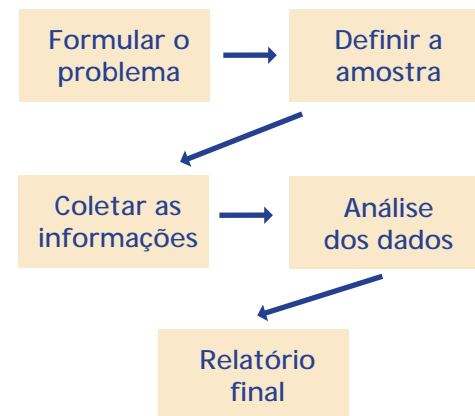 Formular o
problema
Definir a
amostra
Coletar as
informações
Análise
dos dados
Relatório
final